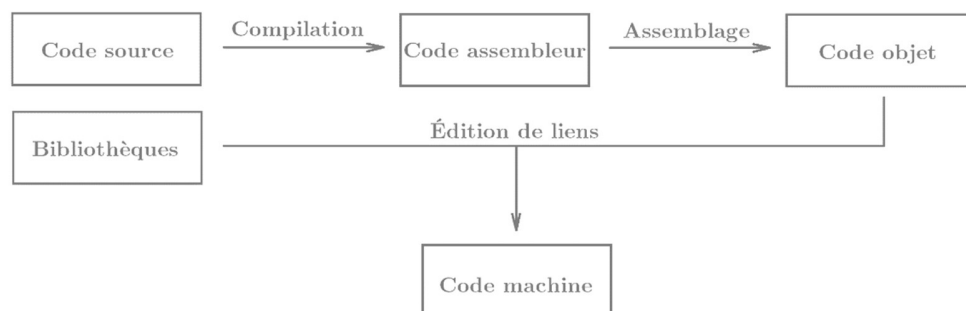 Code source
Compilation
Code assembleur
Assemblage
Code objet
Bibliothèques
Édition de liens
Code machine